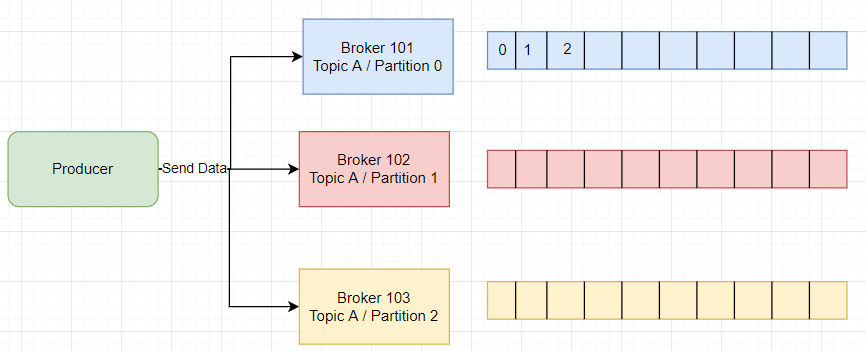 Broker 101
Topic A / Partition 0
0 1 2
Producer
Send Data
Broker 102
Topic A / Partition 1
Broker 103
Topic A / Partition 2